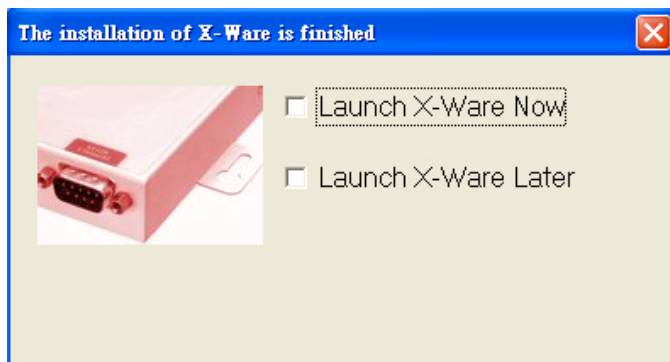 The installation of X-Ware is finished
Launch X-Ware Now
Launch X-Ware Later